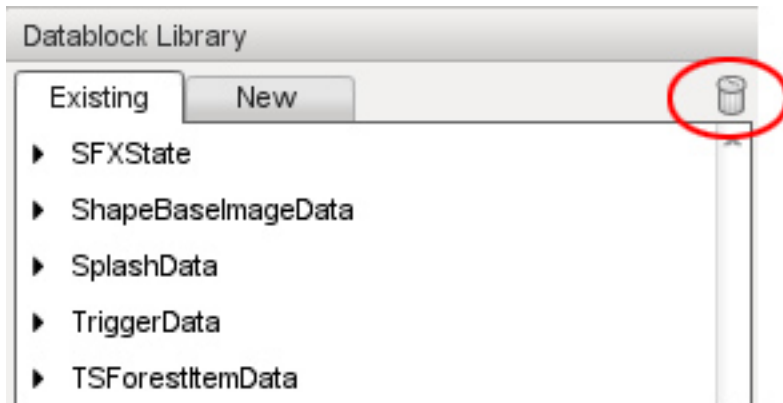 Datablock Library
Existing New
SFXState
ShapeBaseImageData
SplashData
TriggerData
TSForestItemData